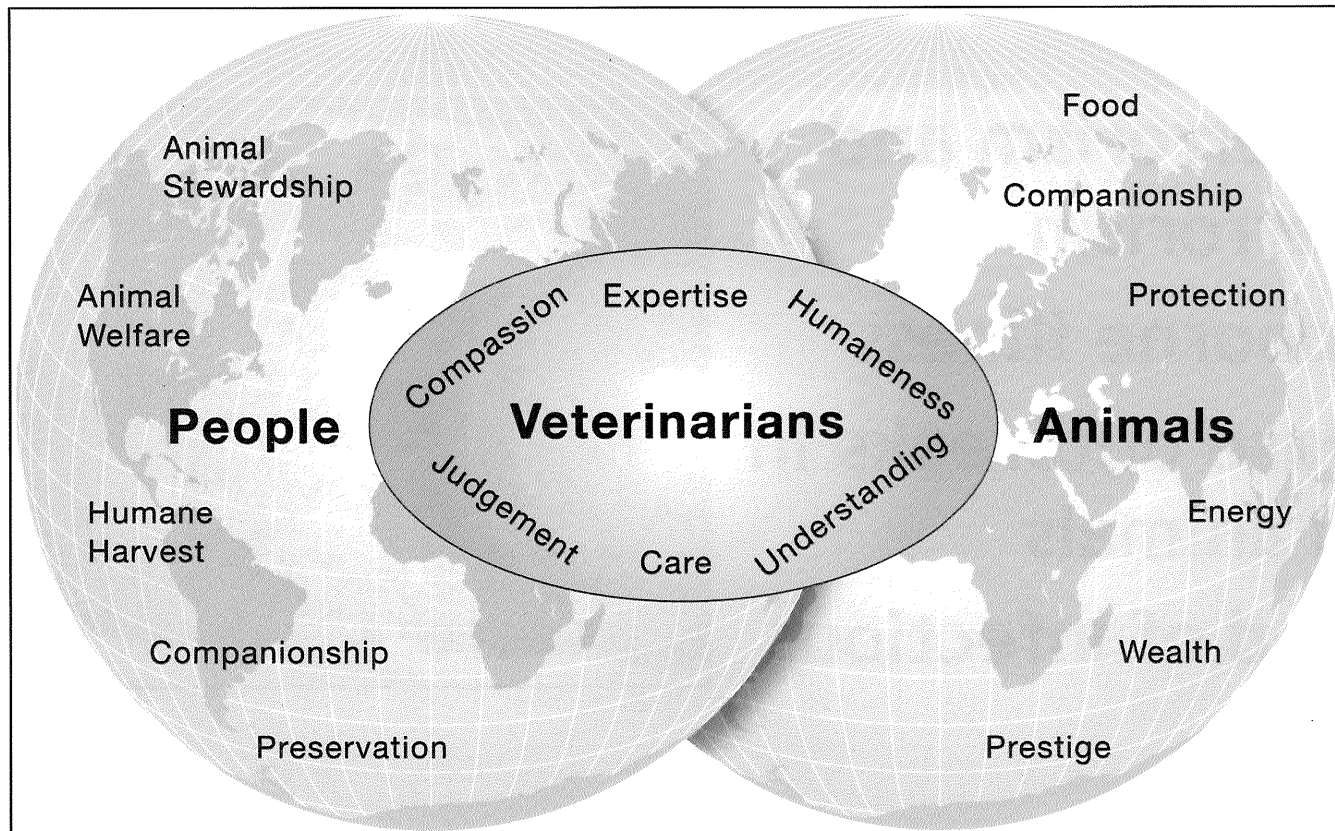 Animal
Stewardship
Animal
Welfare
People
Humane
Harvest
Companionship
Preservation
Compassion
Expertise
Humaneness
Veterinarians
Judgement
Care
Understanding
Food
Companionship
Protection
Animals
Energy
Wealth
Prestige